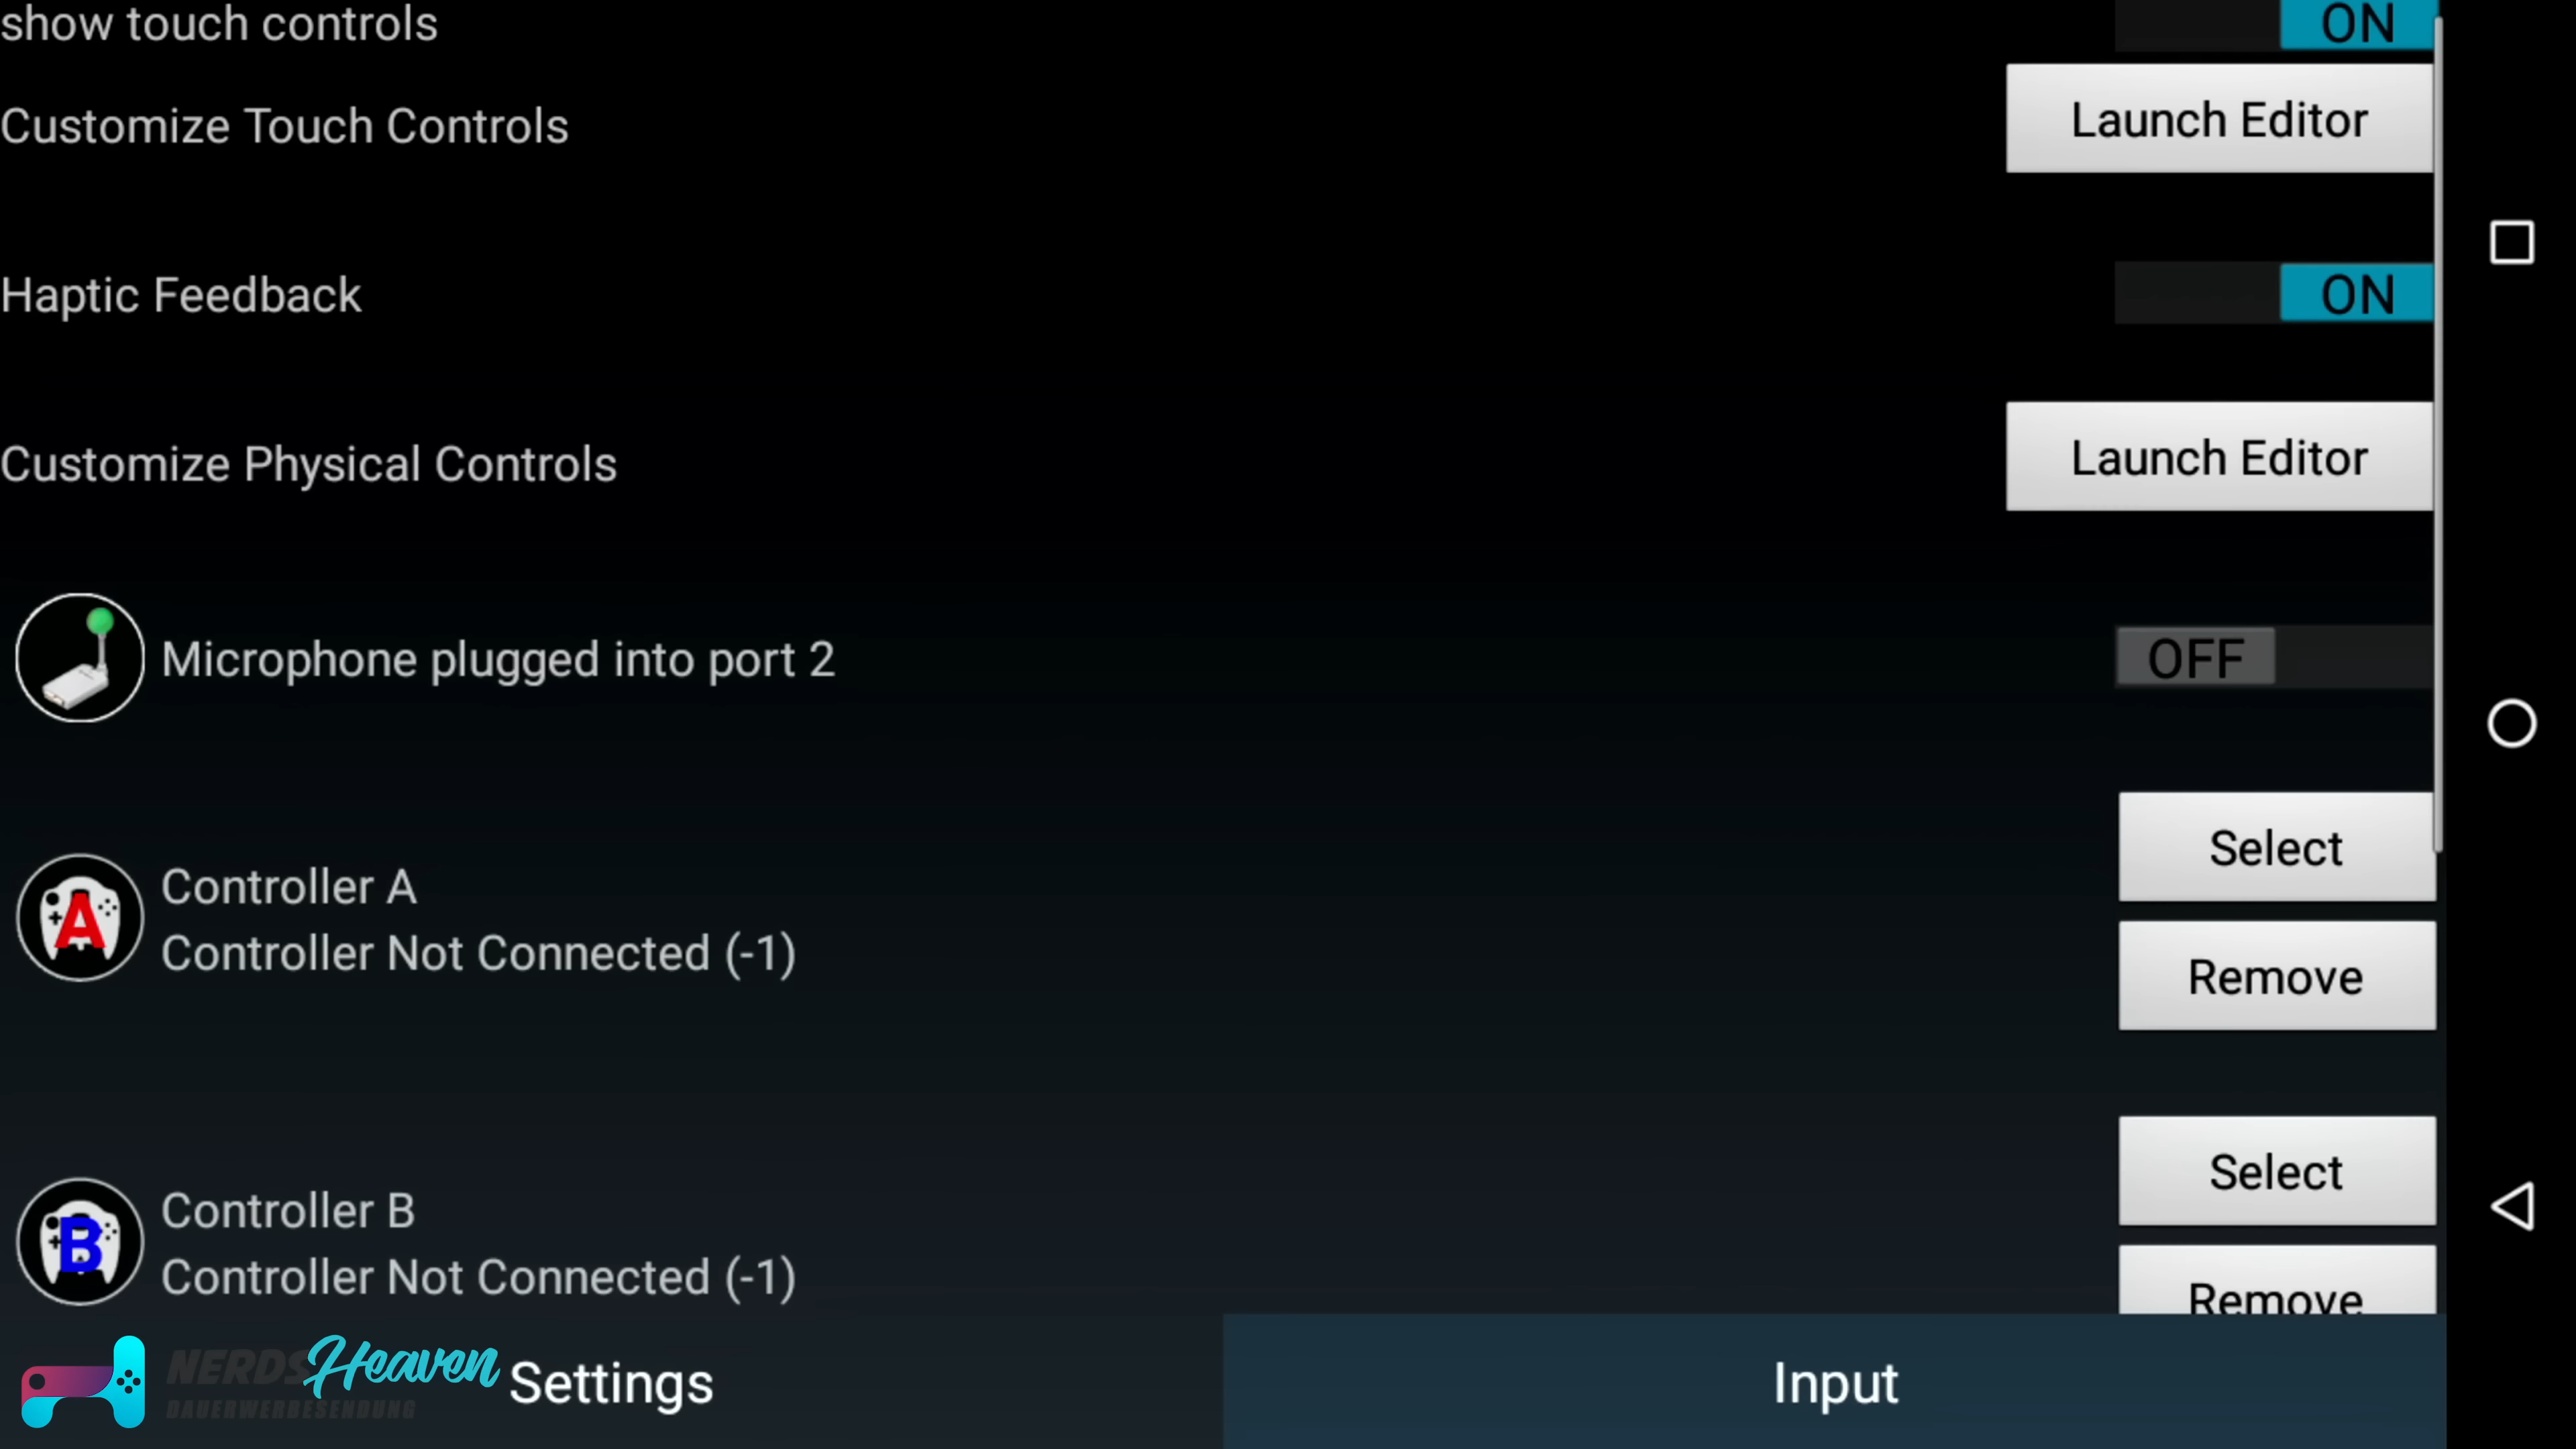 show touch controls
ON
Customize Touch Controls
Launch Editor
Haptic Feedback
ON
Customize Physical Controls
Launch Editor
Microphone plugged into port 2
OFF
Controller A
Controller Not Connected (-1)
Select
Remove
Controller B
Controller Not Connected (-1)
Select
Remove
NERDS Heaven
DAUERWERBESENDUNG
Settings
Input